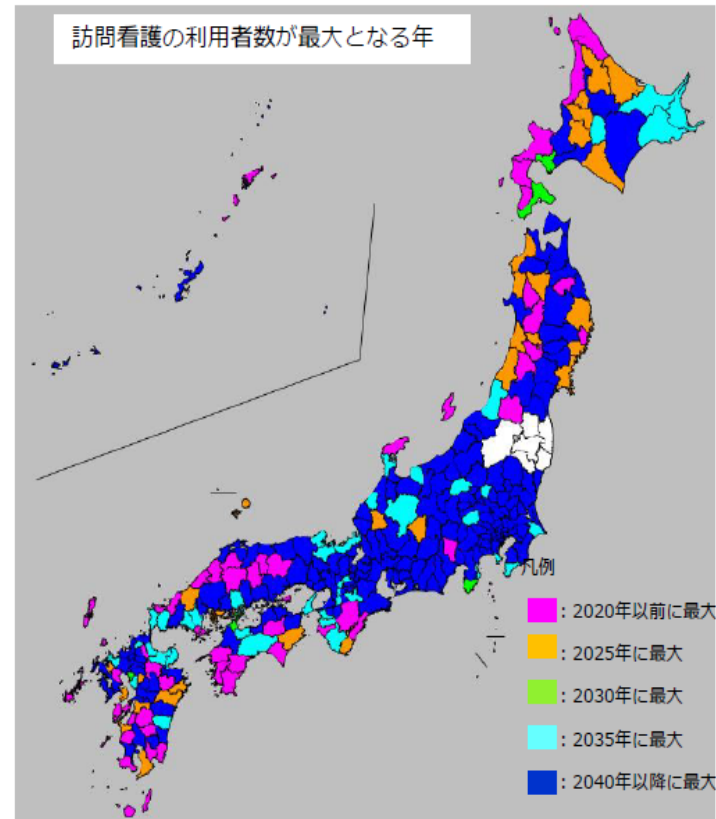 訪問看護の利用者数が最大となる年
凡例
：2020年以前に最大
：2025年に最大
：2030年に最大
：2035年に最大
：2040年以降に最大